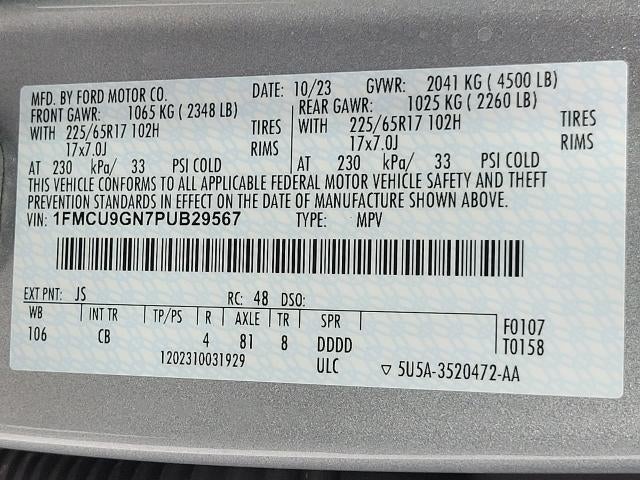 MFD. BY FORD MOTOR CO. DATE: 10/23 GVWR: 2041 KG (4500 LB)
FRONT GAWR: 1065 KG (2348 LB) REAR GAWR: 1025 KG (2260 LB)
WITH 225/65R17 102H TIRES WITH 225/65R17 102H TIRES
17x7.0J RIMS 17x7.0J RIMS
AT 230 kPa/ 33 PSI COLD AT 230 kPa/ 33 PSI COLD
THIS VEHICLE CONFORMS TO ALL APPLICABLE FEDERAL MOTOR VEHICLE SAFETY AND THEFT
PREVENTION STANDARDS IN EFFECT ON THE DATE OF MANUFACTURE SHOWN ABOVE.
VIN: 1FMCU9GN7PUB29567 TYPE: MPV
EXT PNT: JS RC: 48 DSO:
WB INT TR TP/PS R AXLE TR SPR F0107
106 CB 4 81 8 DDDD T0158
1202310031929 ULC ▽ 5U5A-3520472-AA